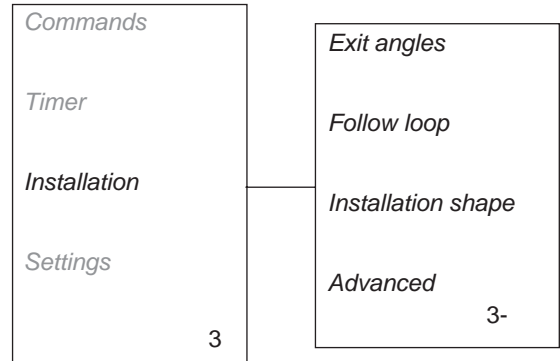 Commands
Timer
Installation
Settings
3
Exit angles
Follow loop
Installation shape
Advanced
3-